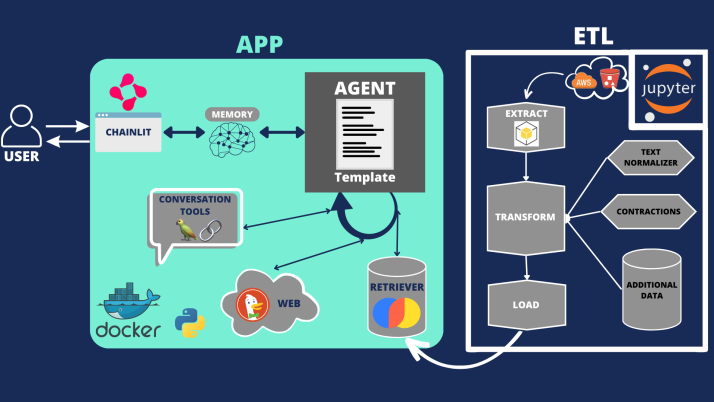 APP
ETL
AWS
jupyter
AGENT
Template
MEMORY
CHAINLIT
USER
EXTRACT
TEXT
NORMALIZER
CONVERSATION
TOOLS
TRANSFORM
CONTRACTIONS
WEB
RETRIEVER
ADDITIONAL
DATA
LOAD
docker